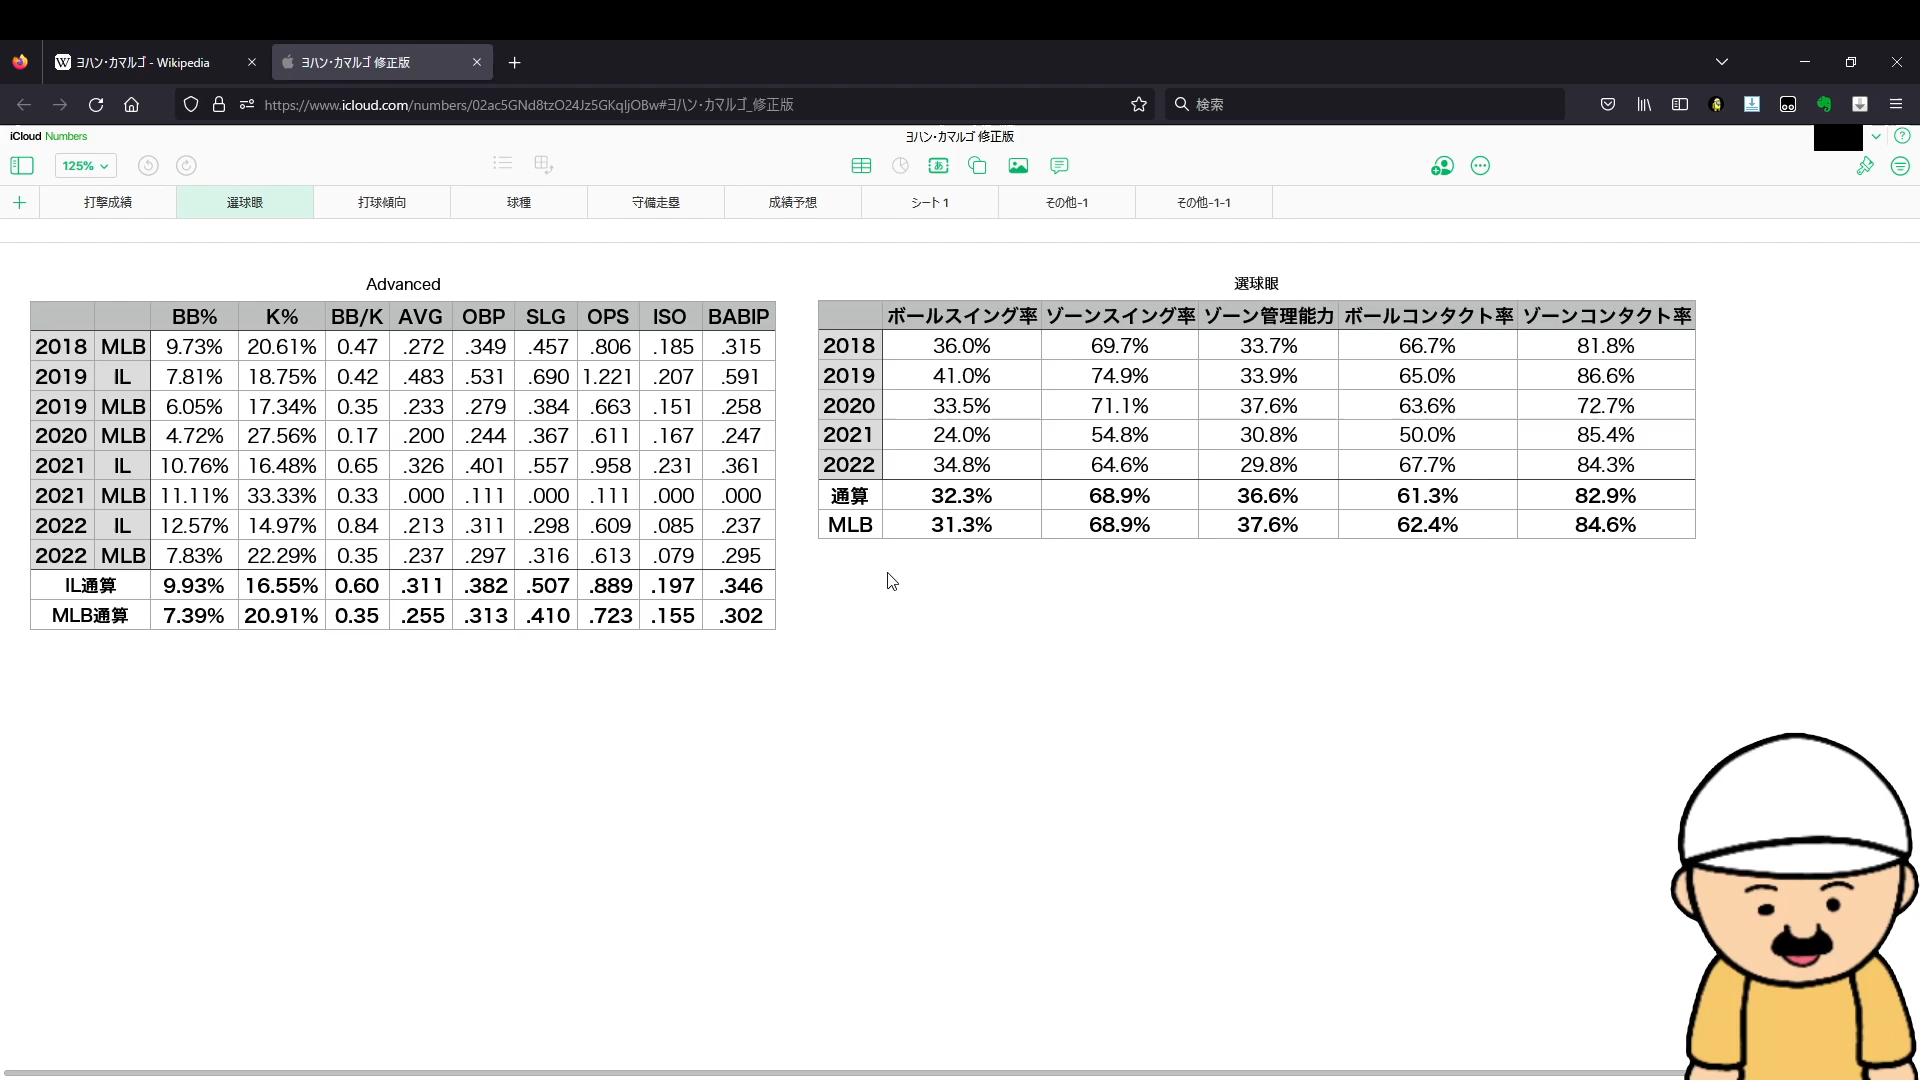 ヨハン・カマルゴ - Wikipedia
ヨハン・カマルゴ 修正版
https://www.icloud.com/numbers/02ac5GNd8tzO24Jz5GKqljOBw#ヨハン・カマルゴ_修正版
検索
iCloud Numbers
ヨハン・カマルゴ 修正版
125%
あ
打撃成績 選球眼 打球傾向 球種 守備走塁 成績予想 シート 1 その他-1 その他-1-1
Advanced
BB% K% BB/K AVG OBP SLG OPS ISO BABIP
2018 MLB 9.73% 20.61% 0.47 .272 .349 .457 .806 .185 .315
2019 IL 7.81% 18.75% 0.42 .483 .531 .690 1.221 .207 .591
2019 MLB 6.05% 17.34% 0.35 .233 .279 .384 .663 .151 .258
2020 MLB 4.72% 27.56% 0.17 .200 .244 .367 .611 .167 .247
2021 IL 10.76% 16.48% 0.65 .326 .401 .557 .958 .231 .361
2021 MLB 11.11% 33.33% 0.33 .000 .111 .000 .111 .000 .000
2022 IL 12.57% 14.97% 0.84 .213 .311 .298 .609 .085 .237
2022 MLB 7.83% 22.29% 0.35 .237 .297 .316 .613 .079 .295
IL通算 9.93% 16.55% 0.60 .311 .382 .507 .889 .197 .346
MLB通算 7.39% 20.91% 0.35 .255 .313 .410 .723 .155 .302
選球眼
ボールスイング率 ゾーンスイング率 ゾーン管理能力 ボールコンタクト率 ゾーンコンタクト率
2018 36.0% 69.7% 33.7% 66.7% 81.8%
2019 41.0% 74.9% 33.9% 65.0% 86.6%
2020 33.5% 71.1% 37.6% 63.6% 72.7%
2021 24.0% 54.8% 30.8% 50.0% 85.4%
2022 34.8% 64.6% 29.8% 67.7% 84.3%
通算 32.3% 68.9% 36.6% 61.3% 82.9%
MLB 31.3% 68.9% 37.6% 62.4% 84.6%